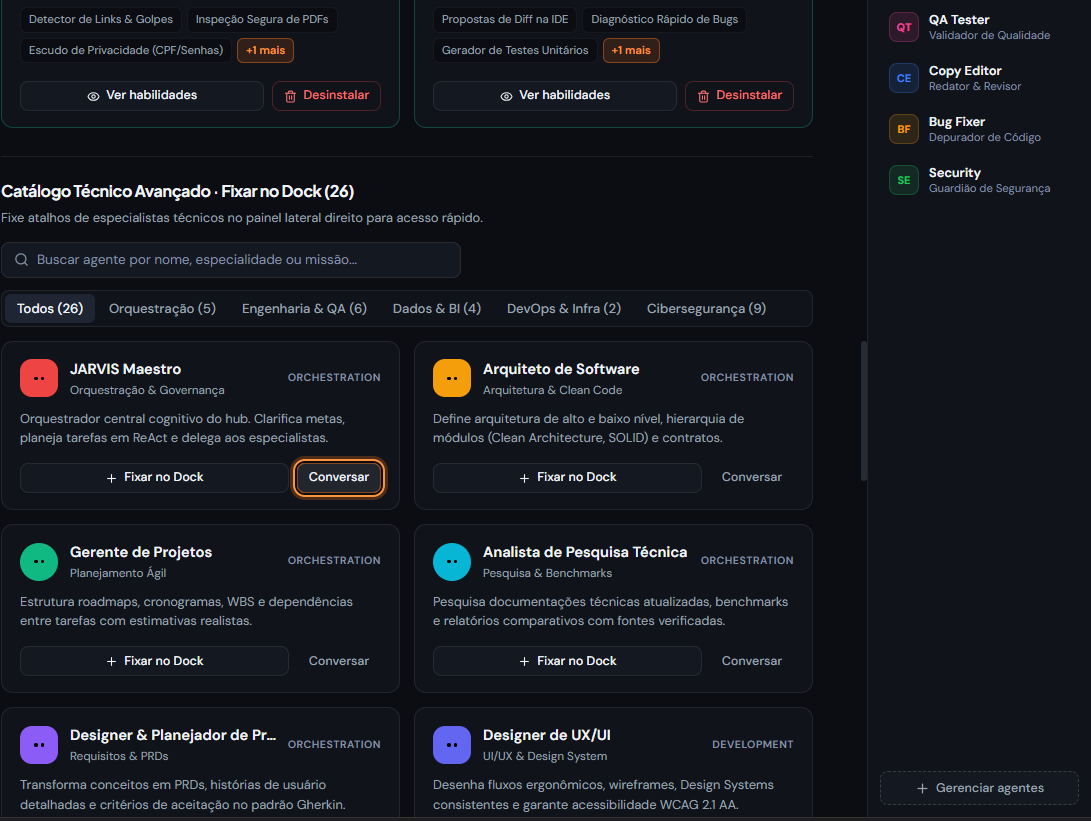 Detector de Links & Golpes
Inspeção Segura de PDFs
Escudo de Privacidade (CPF/Senhas)
+1 mais
Ver habilidades
Desinstalar
Propostas de Diff na IDE
Diagnóstico Rápido de Bugs
Gerador de Testes Unitários
+1 mais
Ver habilidades
Desinstalar
Catálogo Técnico Avançado · Fixar no Dock (26)
Fixe atalhos de especialistas técnicos no painel lateral direito para acesso rápido.
Buscar agente por nome, especialidade ou missão...
Todos (26)
Orquestração (5)
Engenharia & QA (6)
Dados & BI (4)
DevOps & Infra (2)
Cibersegurança (9)
JARVIS Maestro
Orquestração & Governança
ORCHESTRATION
Orquestrador central cognitivo do hub. Clarifica metas,
planeja tarefas em ReAct e delega aos especialistas.
+ Fixar no Dock
Conversar
Arquiteto de Software
Arquitetura & Clean Code
ORCHESTRATION
Define arquitetura de alto e baixo nível, hierarquia de
módulos (Clean Architecture, SOLID) e contratos.
+ Fixar no Dock
Conversar
Gerente de Projetos
Planejamento Ágil
ORCHESTRATION
Estrutura roadmaps, cronogramas, WBS e dependências
entre tarefas com estimativas realistas.
+ Fixar no Dock
Conversar
Analista de Pesquisa Técnica
Pesquisa & Benchmarks
ORCHESTRATION
Pesquisa documentações técnicas atualizadas, benchmarks
e relatórios comparativos com fontes verificadas.
+ Fixar no Dock
Conversar
Designer & Planejador de Pr...
Requisitos & PRDs
ORCHESTRATION
Transforma conceitos em PRDs, histórias de usuário
detalhadas e critérios de aceitação no padrão Gherkin.
Designer de UX/UI
UI/UX & Design System
DEVELOPMENT
Desenha fluxos ergonômicos, wireframes, Design Systems
consistentes e garante acessibilidade WCAG 2.1 AA.
QT
QA Tester
Validador de Qualidade
CE
Copy Editor
Redator & Revisor
BF
Bug Fixer
Depurador de Código
SE
Security
Guardião de Segurança
+ Gerenciar agentes